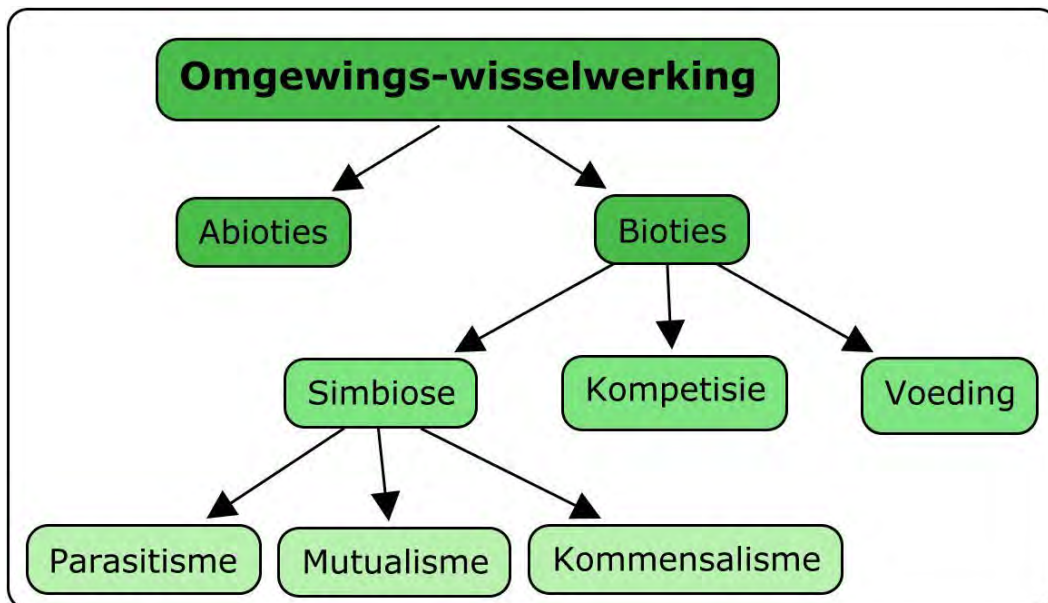 Omgewings-wisselwerking
Abioties
Bioties
Simbiose
Kompetisie
Voeding
Parasitisme
Mutualisme
Kommensalisme